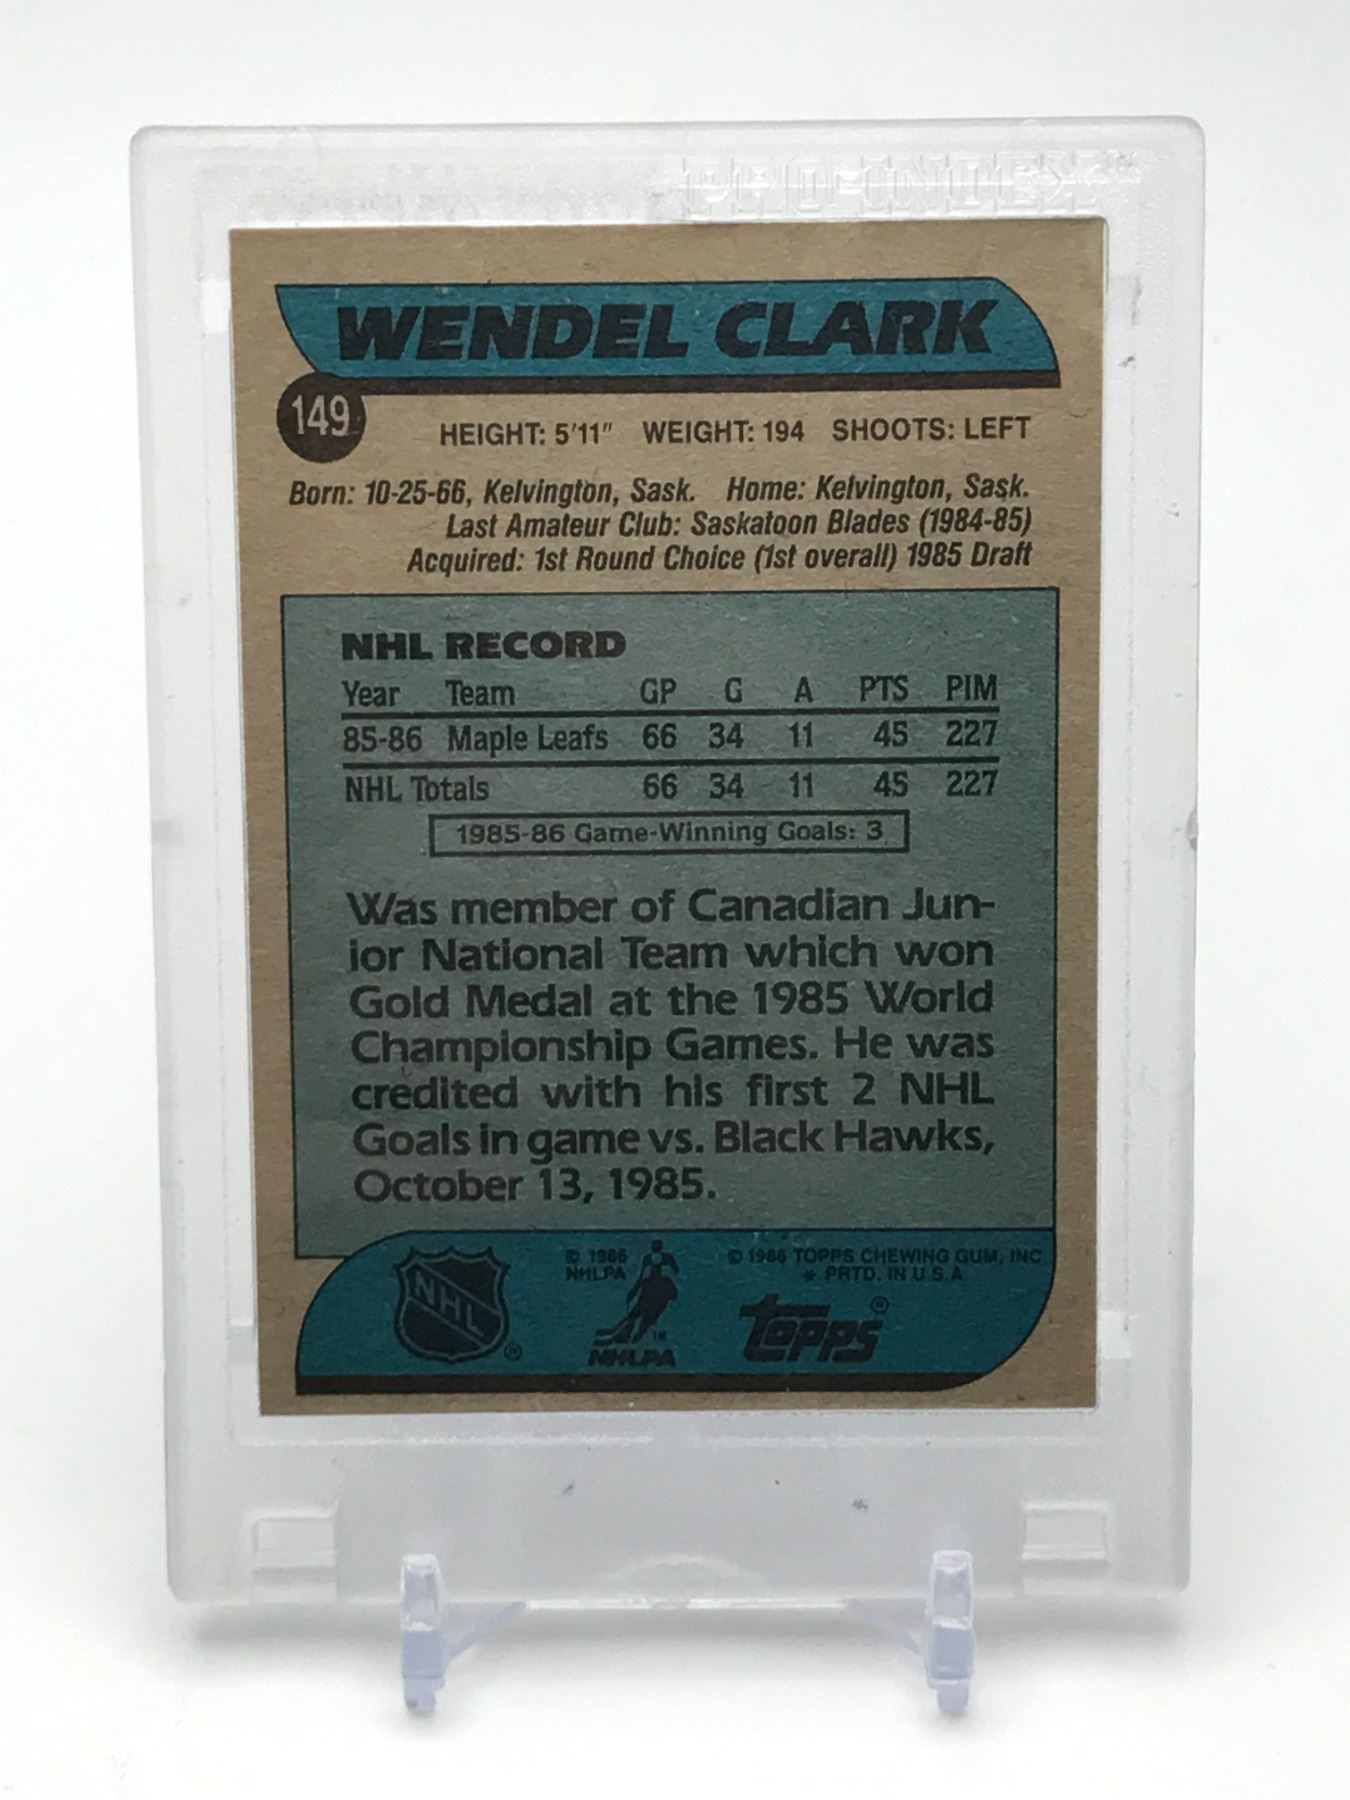 PRO-INDEX™
WENDEL CLARK
149
HEIGHT: 5'11" WEIGHT: 194 SHOOTS: LEFT
Born: 10-25-66, Kelvington, Sask. Home: Kelvington, Sask.
Last Amateur Club: Saskatoon Blades (1984-85)
Acquired: 1st Round Choice (1st overall) 1985 Draft
NHL RECORD
Year Team GP G A PTS PIM
85-86 Maple Leafs 66 34 11 45 227
NHL Totals 66 34 11 45 227
1985-86 Game-Winning Goals: 3
Was member of Canadian Jun-
ior National Team which won
Gold Medal at the 1985 World
Championship Games. He was
credited with his first 2 NHL
Goals in game vs. Black Hawks,
October 13, 1985.
NHL ®
© 1986
NHLPA
TM
NHLPA
© 1986 TOPPS CHEWING GUM, INC
* PRTD. IN U.S.A.
Topps ®